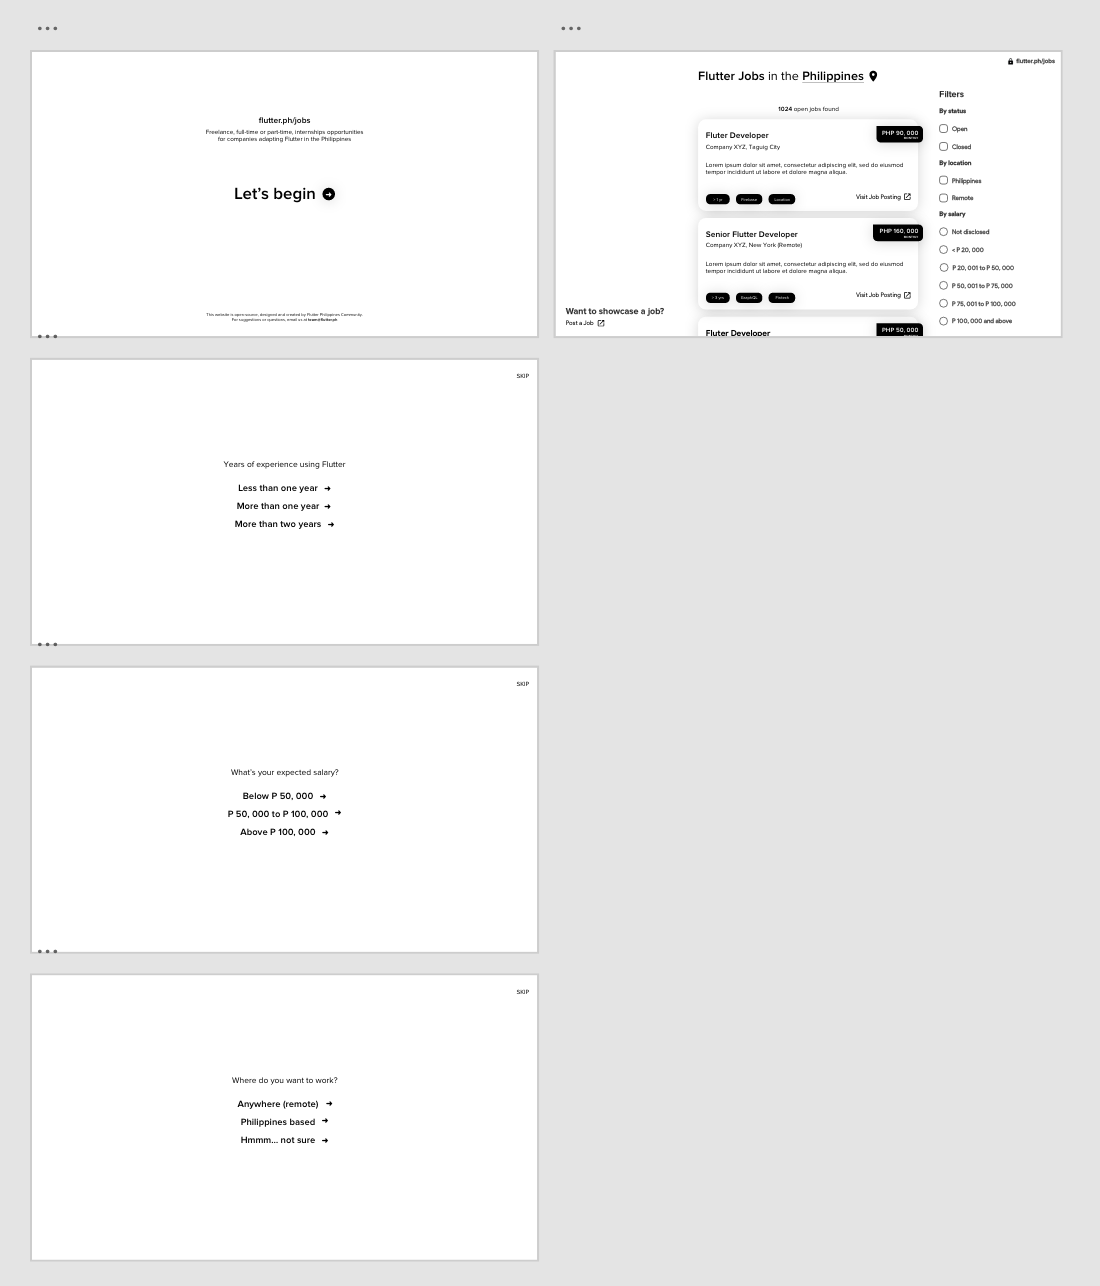 flutter.ph/jobs
Freelance, full-time or part-time, internships opportunities
for companies adapting Flutter in the Philippines
Let's begin
This website is open source, designed and created by Flutter Philippines Community.
For suggestions or questions, email us at team@flutter.ph
flutter.ph/jobs
Flutter Jobs in the Philippines
1024 open jobs found
Fluter Developer
PHP 90, 000
MONTHLY
Company XYZ, Taguig City
Lorem ipsum dolor sit amet, consectetur adipiscing elit, sed do eiusmod
tempor incididunt ut labore et dolore magna aliqua.
> 1 yr
Firebase
Location
Visit Job Posting
Senior Flutter Developer
PHP 160, 000
MONTHLY
Company XYZ, New York (Remote)
Lorem ipsum dolor sit amet, consectetur adipiscing elit, sed do eiusmod
tempor incididunt ut labore et dolore magna aliqua.
> 3 yrs
GraphQL
Fintech
Visit Job Posting
Fluter Developer
PHP 50, 000
Want to showcase a job?
Post a Job
Filters
By status
Open
Closed
By location
Philippines
Remote
By salary
Not disclosed
< P 20, 000
P 20, 001 to P 50, 000
P 50, 001 to P 75, 000
P 75, 001 to P 100, 000
P 100, 000 and above
SKIP
Years of experience using Flutter
Less than one year
More than one year
More than two years
SKIP
What's your expected salary?
Below P 50, 000
P 50, 000 to P 100, 000
Above P 100, 000
SKIP
Where do you want to work?
Anywhere (remote)
Philippines based
Hmmm... not sure